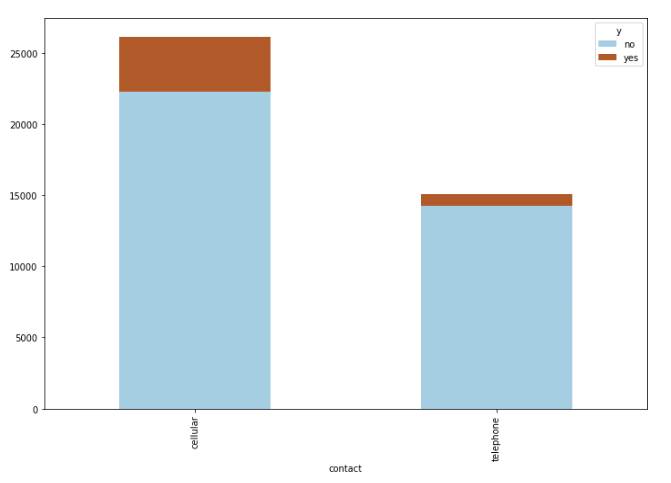 y
no
yes
25000
20000
15000
10000
5000
0
cellular
telephone
contact